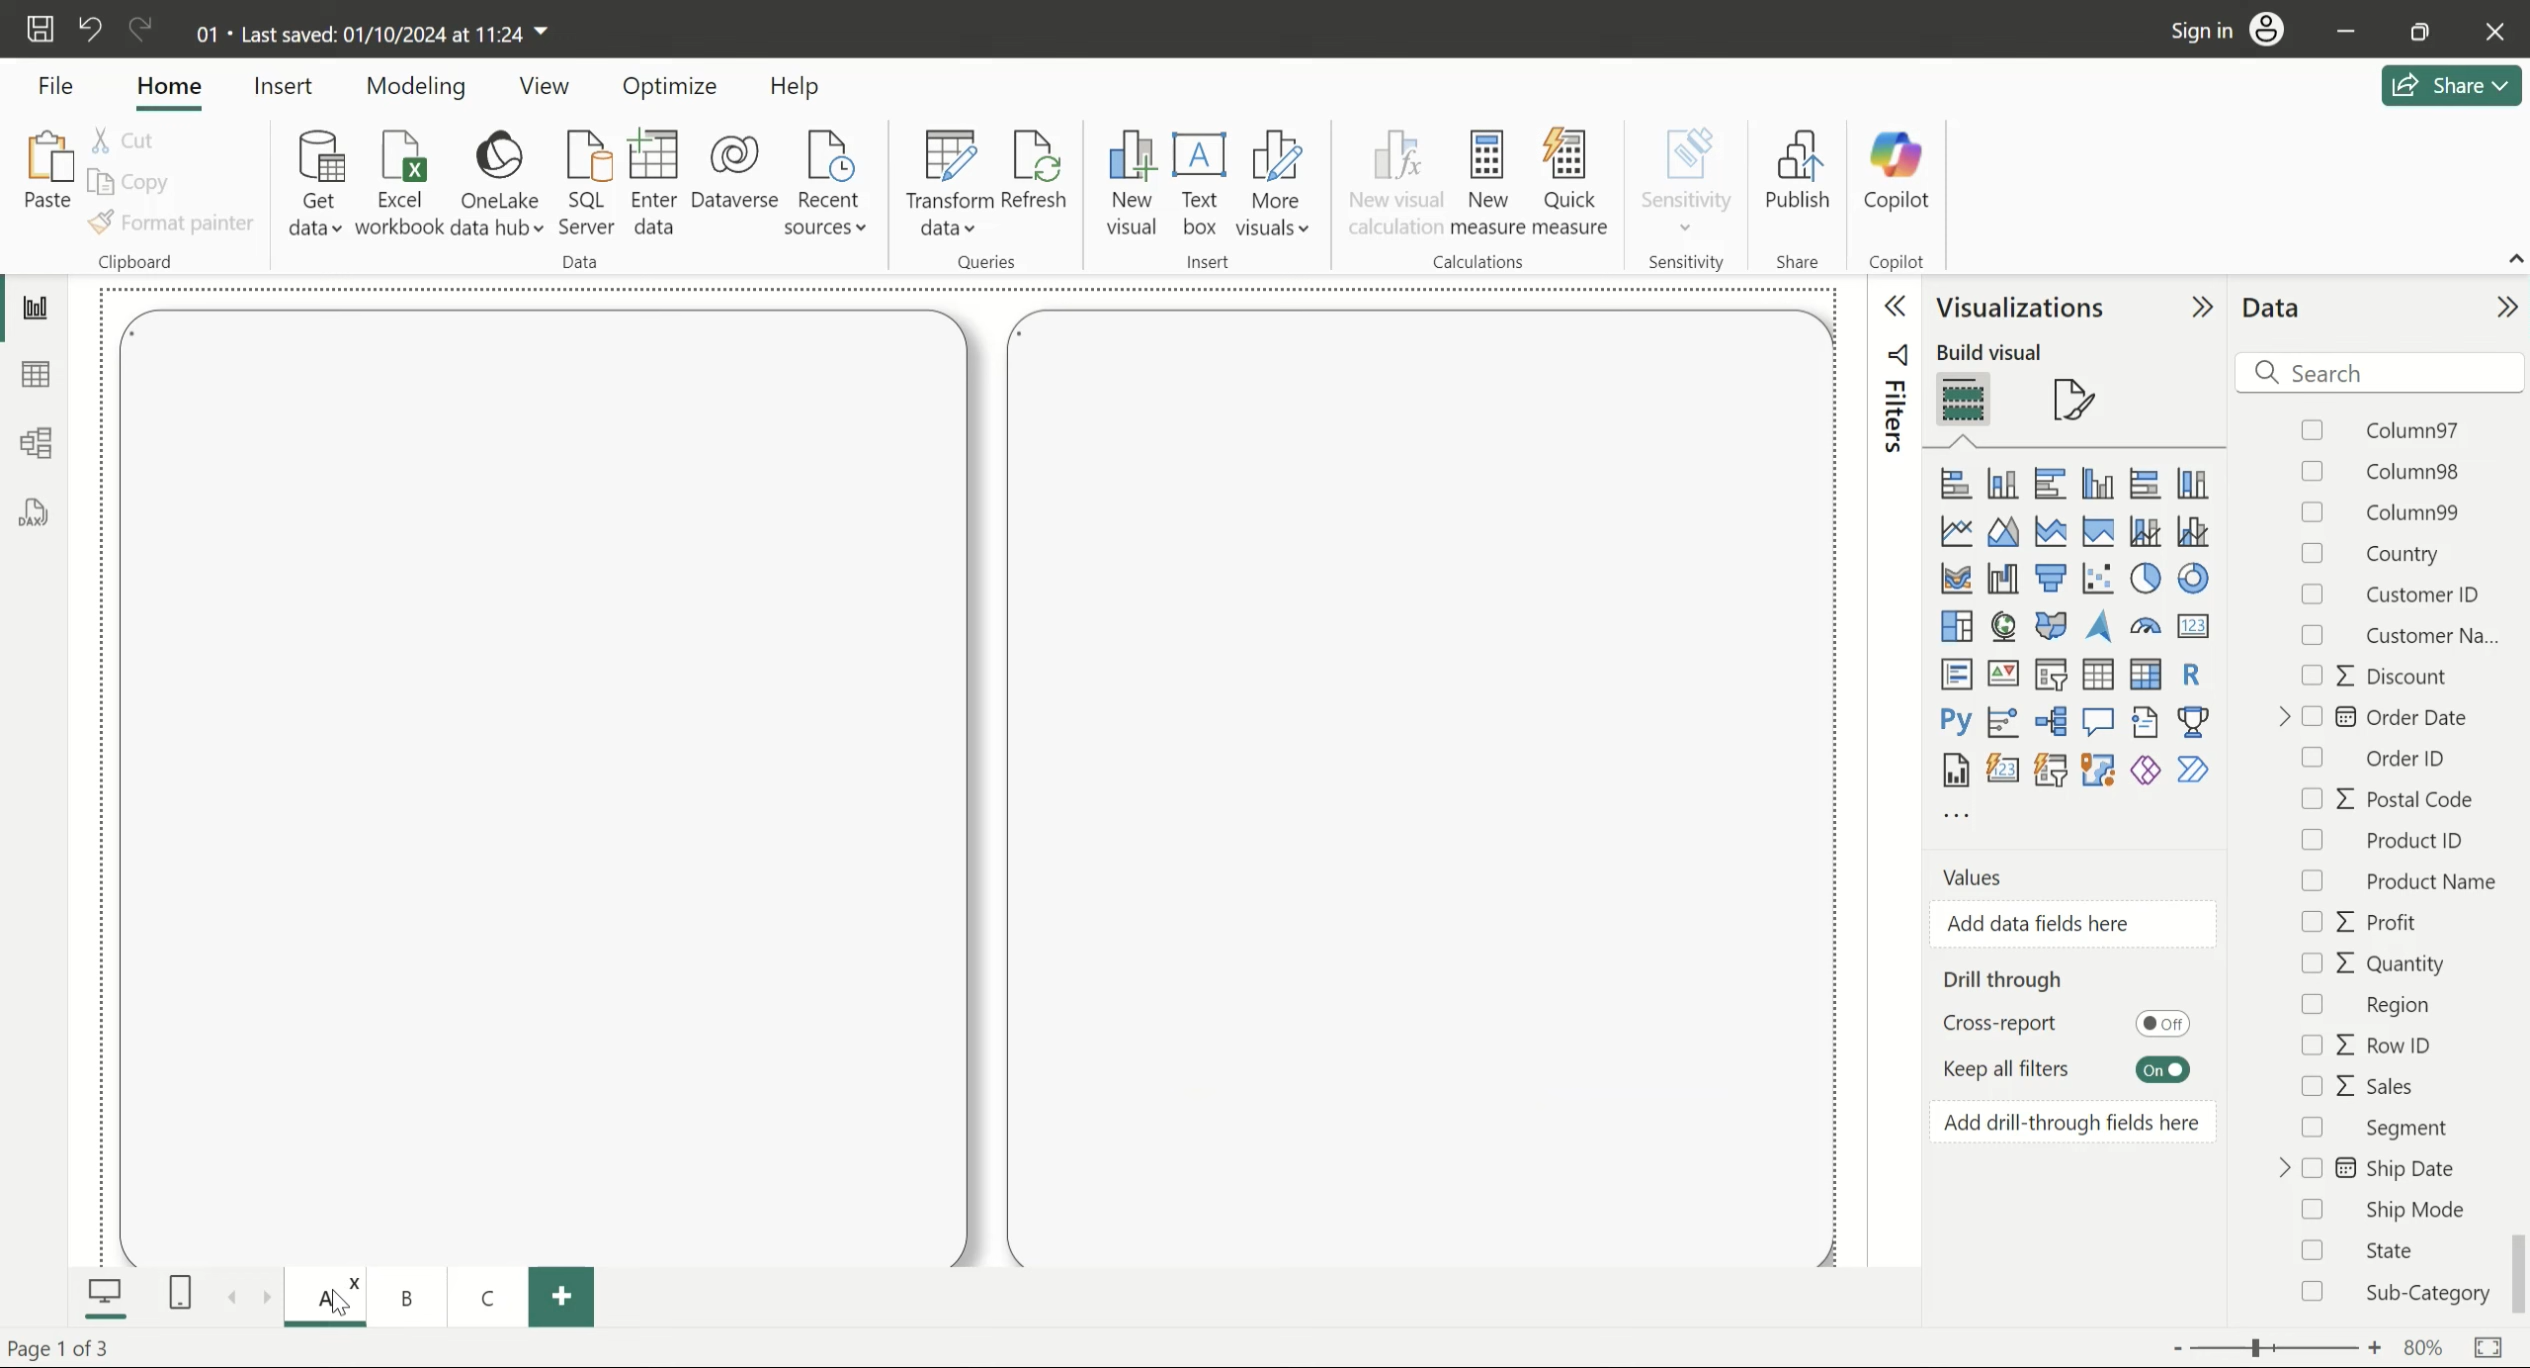 01 • Last saved: 01/10/2024 at 11:24
Sign in
File Home Insert Modeling View Optimize Help
Share
Paste
Cut
Copy
Format painter
Clipboard
Get data
Excel workbook
OneLake data hub
SQL Server
Enter data
Dataverse
Recent sources
Data
Transform data
Refresh
Queries
New visual
A
Text box
More visuals
Insert
New visual calculation
New measure
Quick measure
Calculations
Sensitivity
Sensitivity
Publish
Share
Copilot
Copilot
DAX
Filters
Visualizations
Build visual
123
R
Py
123
...
Values
Add data fields here
Drill through
Cross-report
Off
Keep all filters
On
Add drill-through fields here
Data
Search
Column97
Column98
Column99
Country
Customer ID
Customer Na...
∑ Discount
Order Date
Order ID
∑ Postal Code
Product ID
Product Name
∑ Profit
∑ Quantity
Region
∑ Row ID
∑ Sales
Segment
Ship Date
Ship Mode
State
Sub-Category
A x
B
C
+
Page 1 of 3
- + 80%